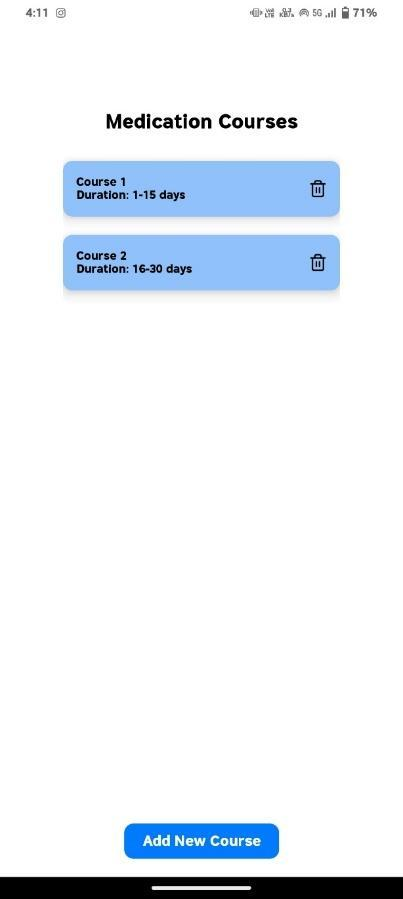 4:11
5G
71%
Medication Courses
Course 1
Duration: 1-15 days
Course 2
Duration: 16-30 days
Add New Course